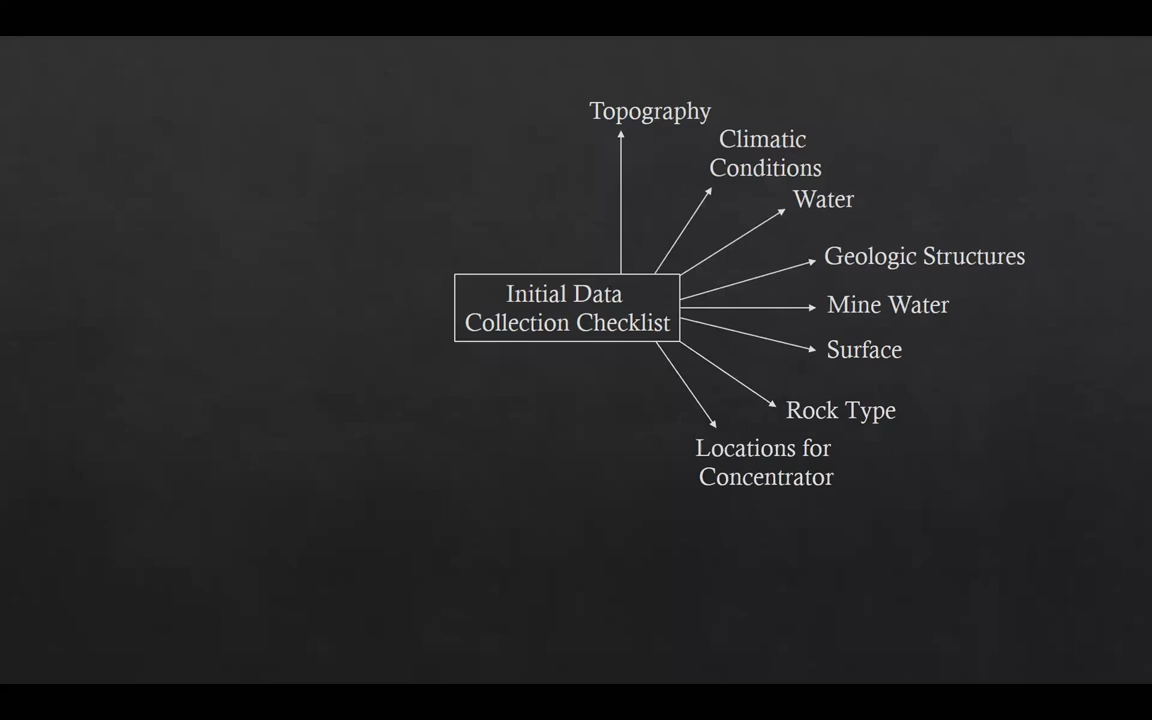 Topography
Climatic
Conditions
Water
Geologic Structures
Initial Data
Collection Checklist
Mine Water
Surface
Rock Type
Locations for
Concentrator